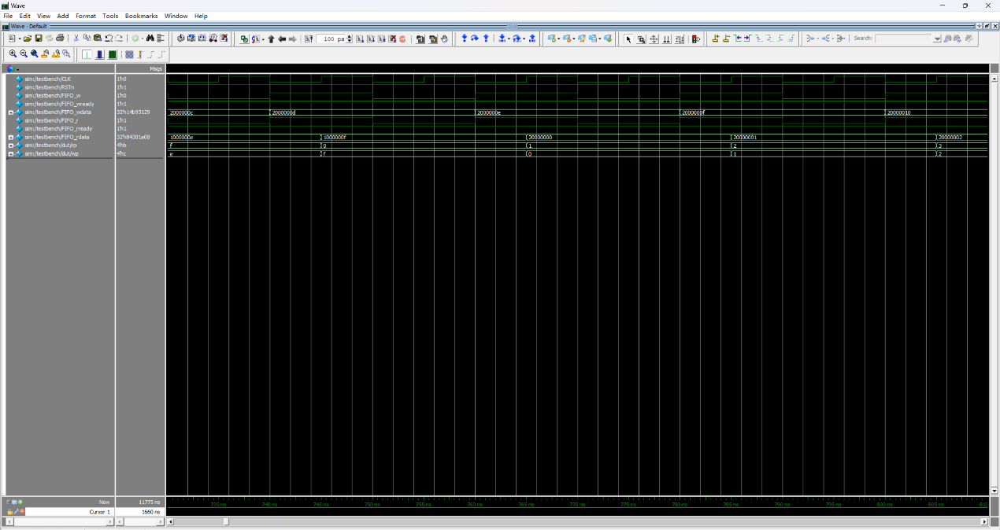 Wave
File Edit View Add Format Tools Bookmarks Window Help
Wave - Default
100 ps
Search:
Msgs
sim:/testbench/CLK 1'h0
sim:/testbench/RSTn 1'h1
sim:/testbench/FIFO_w 1'h0
sim:/testbench/FIFO_wready 1'h1
sim:/testbench/FIFO_wdata 32'h14b93129 2000000c 2000000d 2000000e 2000000f 20000010
sim:/testbench/FIFO_r 1'h1
sim:/testbench/FIFO_rready 1'h1
sim:/testbench/FIFO_rdata 32'h84301a08 1000000e 1000000f 20000000 20000001 20000002
sim:/testbench/dut/rp 4'hb f 0 1 2 3
sim:/testbench/dut/wp 4'hc e f 0 1 2
Now 11775 ns 735 ns 740 ns 745 ns 750 ns 755 ns 760 ns 765 ns 770 ns 775 ns 780 ns 785 ns 790 ns 795 ns 800 ns 805 ns
Cursor 1 1660 ns